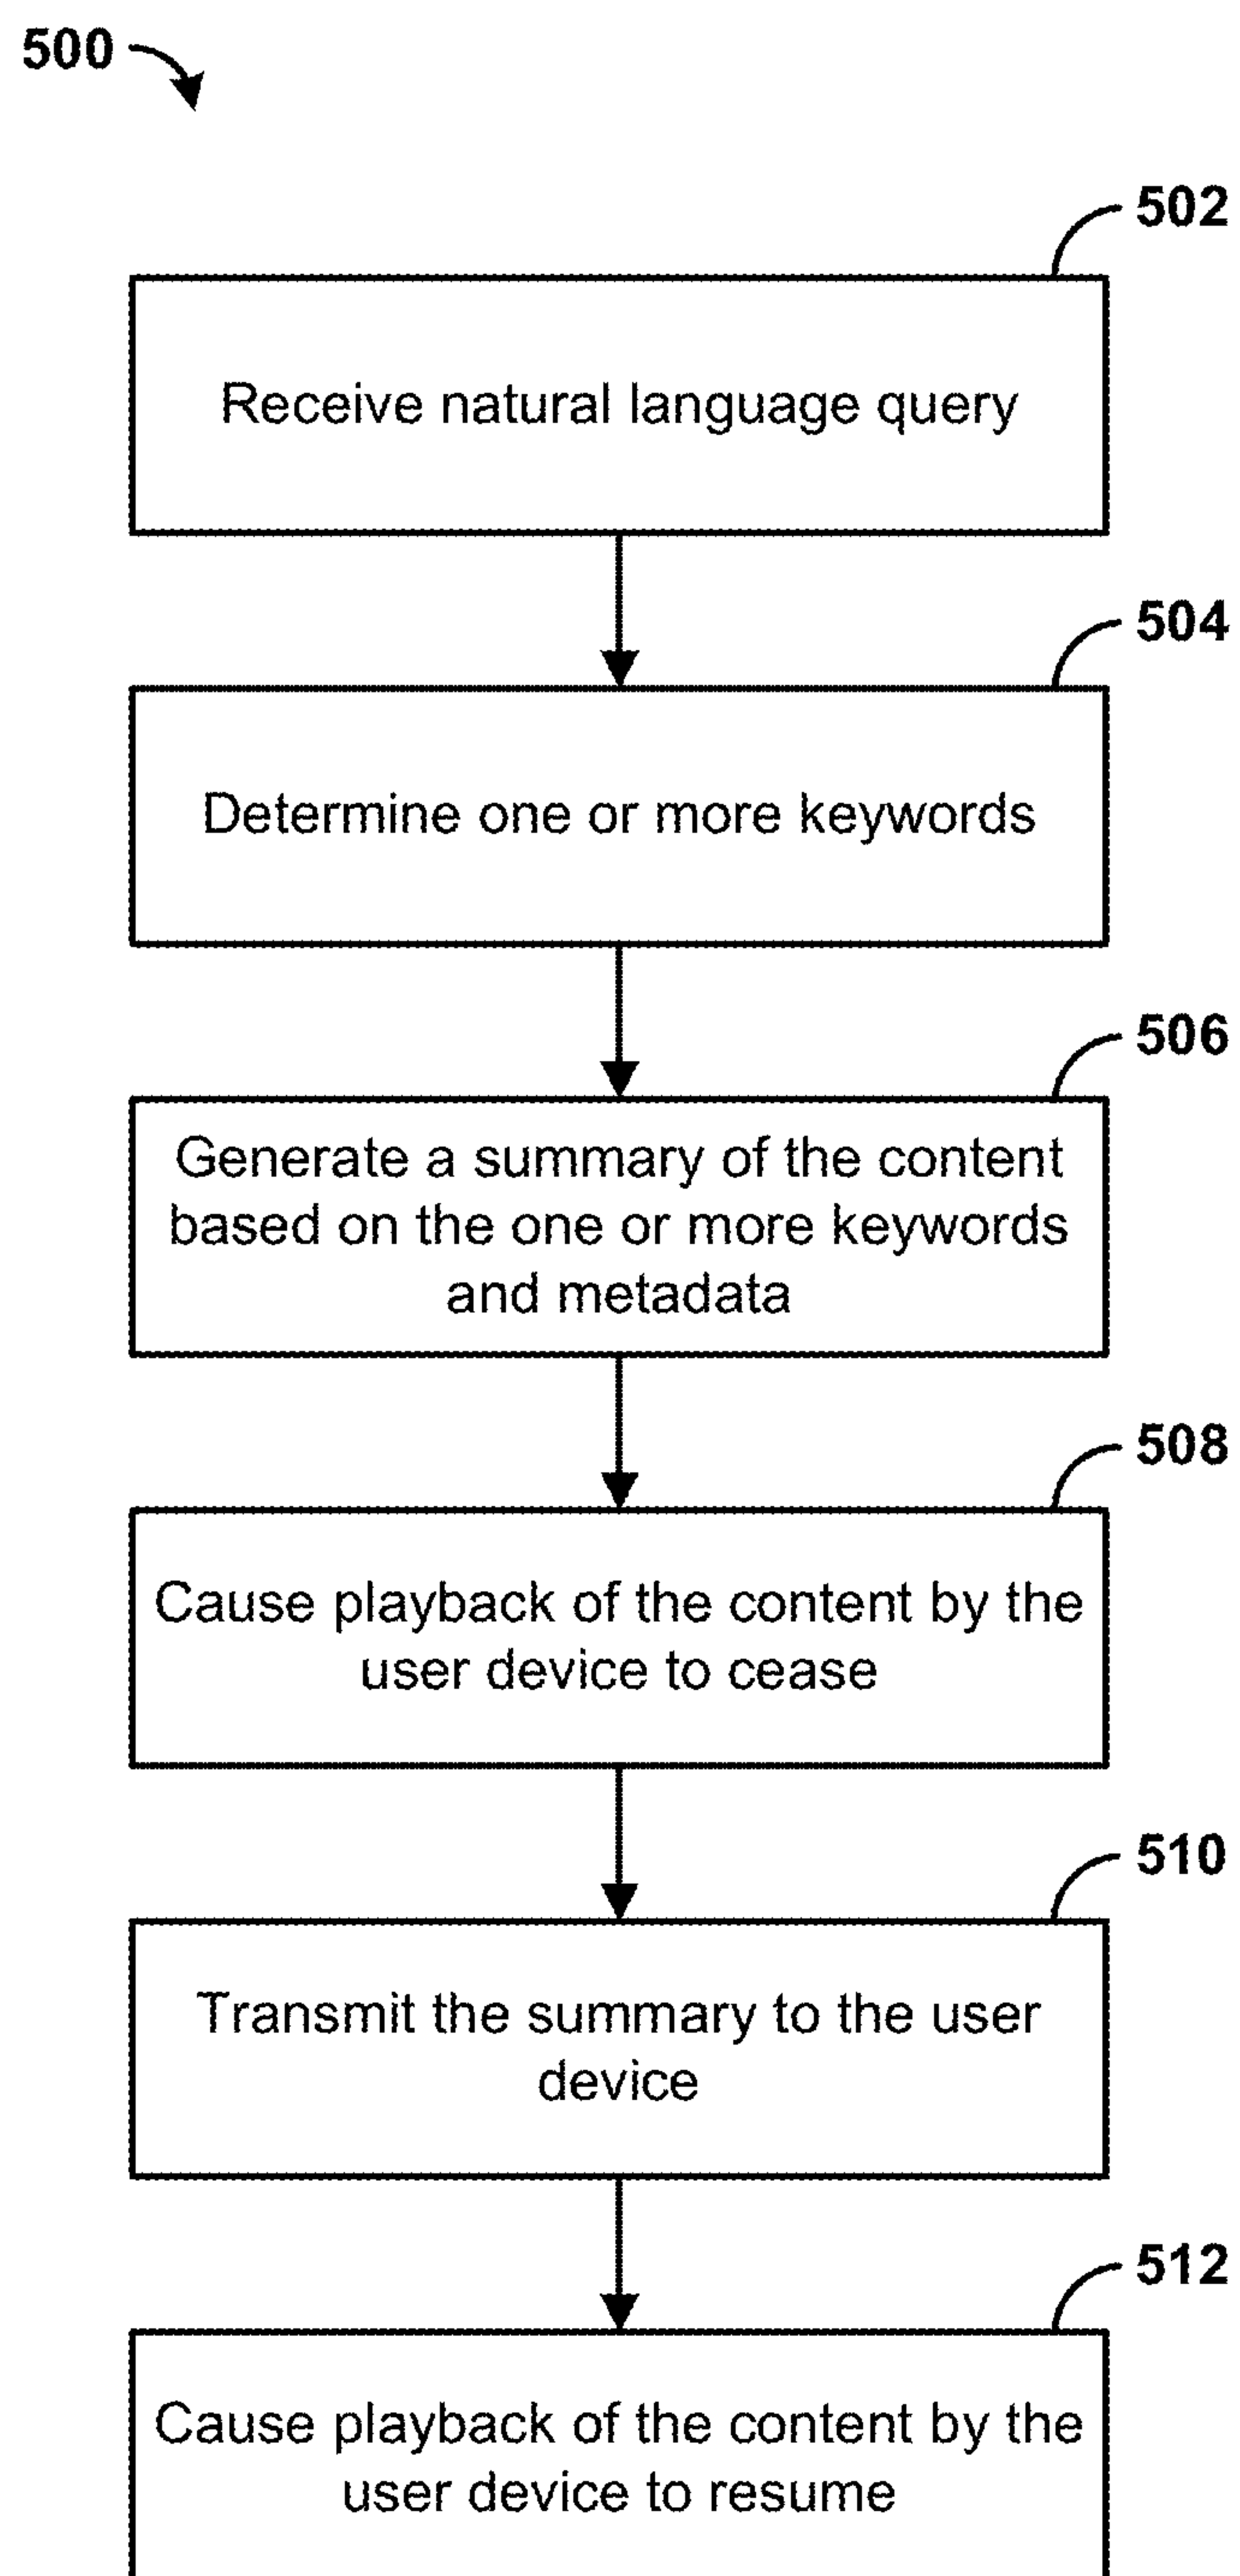 500
502
Receive natural language query
504
Determine one or more keywords
506
Generate a summary of the content
based on the one or more keywords
and metadata
508
Cause playback of the content by the
user device to cease
510
Transmit the summary to the user
device
512
Cause playback of the content by the
user device to resume